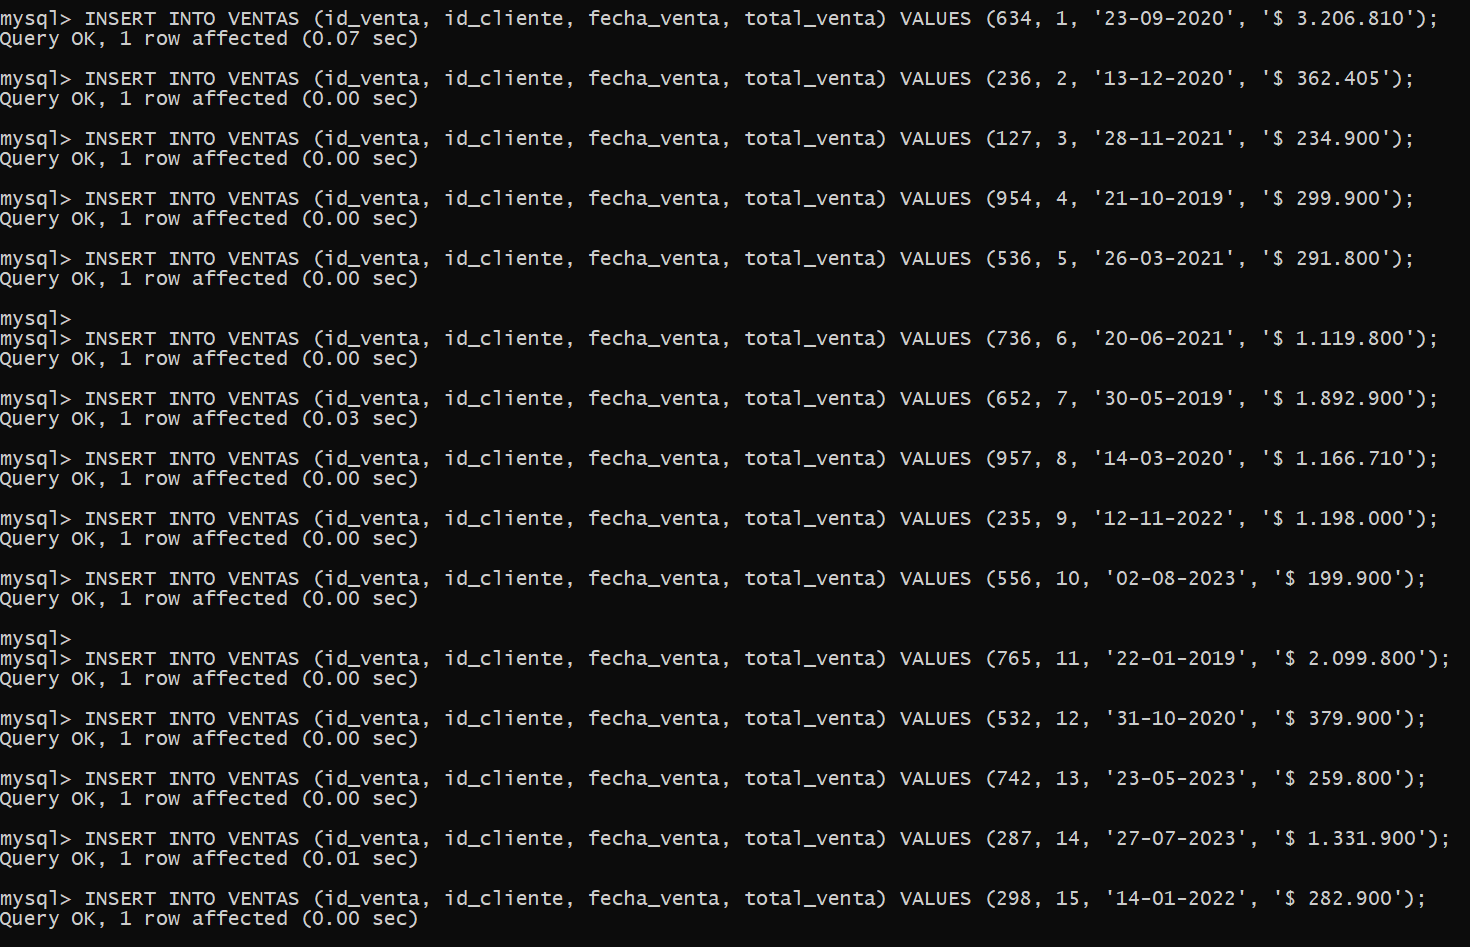 mysql> INSERT INTO VENTAS (id_venta, id_cliente, fecha_venta, total_venta) VALUES (634, 1, '23-09-2020', '$ 3.206.810');
Query OK, 1 row affected (0.07 sec)
mysql> INSERT INTO VENTAS (id_venta, id_cliente, fecha_venta, total_venta) VALUES (236, 2, '13-12-2020', '$ 362.405');
Query OK, 1 row affected (0.00 sec)
mysql> INSERT INTO VENTAS (id_venta, id_cliente, fecha_venta, total_venta) VALUES (127, 3, '28-11-2021', '$ 234.900');
Query OK, 1 row affected (0.00 sec)
mysql> INSERT INTO VENTAS (id_venta, id_cliente, fecha_venta, total_venta) VALUES (954, 4, '21-10-2019', '$ 299.900');
Query OK, 1 row affected (0.00 sec)
mysql> INSERT INTO VENTAS (id_venta, id_cliente, fecha_venta, total_venta) VALUES (536, 5, '26-03-2021', '$ 291.800');
Query OK, 1 row affected (0.00 sec)
mysql>
mysql> INSERT INTO VENTAS (id_venta, id_cliente, fecha_venta, total_venta) VALUES (736, 6, '20-06-2021', '$ 1.119.800');
Query OK, 1 row affected (0.00 sec)
mysql> INSERT INTO VENTAS (id_venta, id_cliente, fecha_venta, total_venta) VALUES (652, 7, '30-05-2019', '$ 1.892.900');
Query OK, 1 row affected (0.03 sec)
mysql> INSERT INTO VENTAS (id_venta, id_cliente, fecha_venta, total_venta) VALUES (957, 8, '14-03-2020', '$ 1.166.710');
Query OK, 1 row affected (0.00 sec)
mysql> INSERT INTO VENTAS (id_venta, id_cliente, fecha_venta, total_venta) VALUES (235, 9, '12-11-2022', '$ 1.198.000');
Query OK, 1 row affected (0.00 sec)
mysql> INSERT INTO VENTAS (id_venta, id_cliente, fecha_venta, total_venta) VALUES (556, 10, '02-08-2023', '$ 199.900');
Query OK, 1 row affected (0.00 sec)
mysql>
mysql> INSERT INTO VENTAS (id_venta, id_cliente, fecha_venta, total_venta) VALUES (765, 11, '22-01-2019', '$ 2.099.800');
Query OK, 1 row affected (0.00 sec)
mysql> INSERT INTO VENTAS (id_venta, id_cliente, fecha_venta, total_venta) VALUES (532, 12, '31-10-2020', '$ 379.900');
Query OK, 1 row affected (0.00 sec)
mysql> INSERT INTO VENTAS (id_venta, id_cliente, fecha_venta, total_venta) VALUES (742, 13, '23-05-2023', '$ 259.800');
Query OK, 1 row affected (0.00 sec)
mysql> INSERT INTO VENTAS (id_venta, id_cliente, fecha_venta, total_venta) VALUES (287, 14, '27-07-2023', '$ 1.331.900');
Query OK, 1 row affected (0.01 sec)
mysql> INSERT INTO VENTAS (id_venta, id_cliente, fecha_venta, total_venta) VALUES (298, 15, '14-01-2022', '$ 282.900');
Query OK, 1 row affected (0.00 sec)